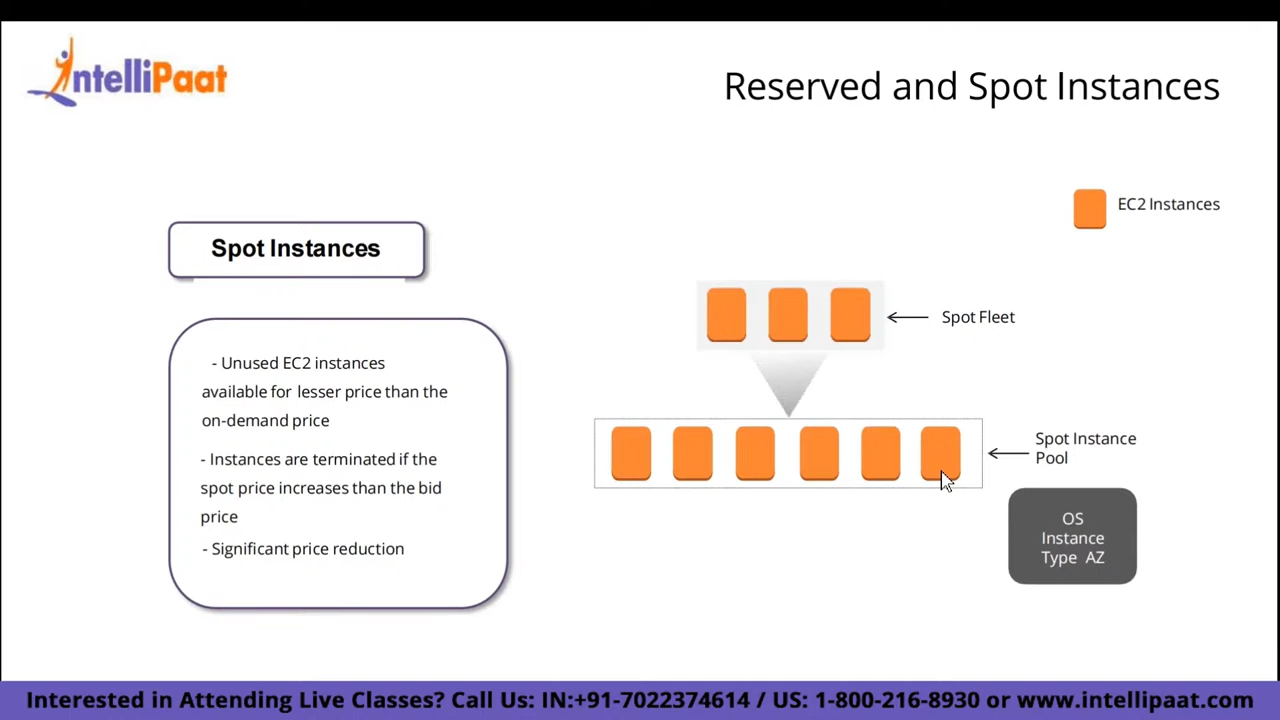 IntelliPaat
Reserved and Spot Instances
EC2 Instances
Spot Instances
- Unused EC2 instances
available for lesser price than the
on-demand price
- Instances are terminated if the
spot price increases than the bid
price
- Significant price reduction
Spot Fleet
Spot Instance
Pool
OS
Instance
Type AZ
Interested in Attending Live Classes? Call Us: IN:+91-7022374614 / US: 1-800-216-8930 or www.intellipaat.com